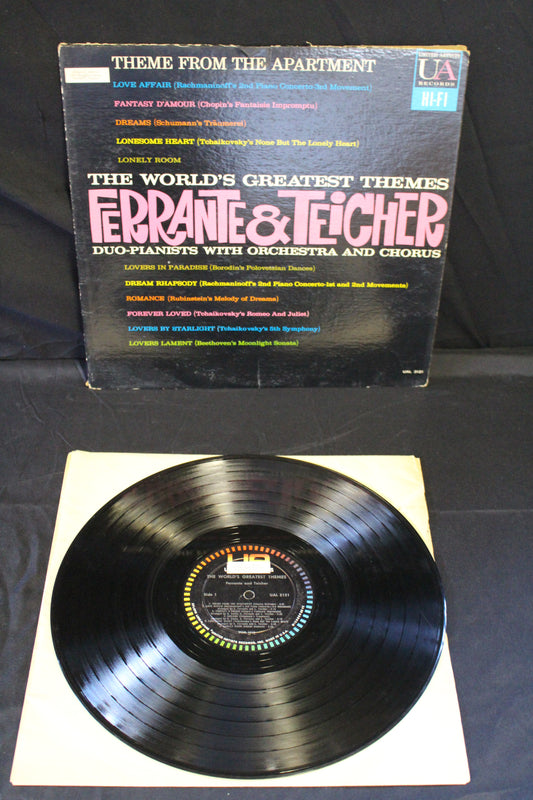 THEME FROM THE APARTMENT
LOVE AFFAIR (Rachmaninoff's 2nd Piano Concerto-3rd Movement)
FANTASY D'AMOUR (Chopin's Fantaisie Impromptu)
DREAMS (Schumann's Träumerei)
LONESOME HEART (Tchaikovsky's None But The Lonely Heart)
LONELY ROOM
UNITED ARTISTS
UA
RECORDS
HI-FI
THE WORLD'S GREATEST THEMES
FERRANTE & TEICHER
DUO-PIANISTS WITH ORCHESTRA AND CHORUS
LOVERS IN PARADISE (Borodin's Polovetsian Dances)
DREAM RHAPSODY (Rachmaninoff's 2nd Piano Concerto-1st and 2nd Movements)
ROMANCE (Rubinstein's Melody of Dreams)
FOREVER LOVED (Tchaikovsky's Romeo And Juliet)
LOVERS BY STARLIGHT (Tchaikovsky's 5th Symphony)
LOVERS LAMENT (Beethoven's Moonlight Sonata)
UAL 3121
UA
THE WORLD'S GREATEST THEMES
Ferrante and Teicher
Side 1
UAL 3121